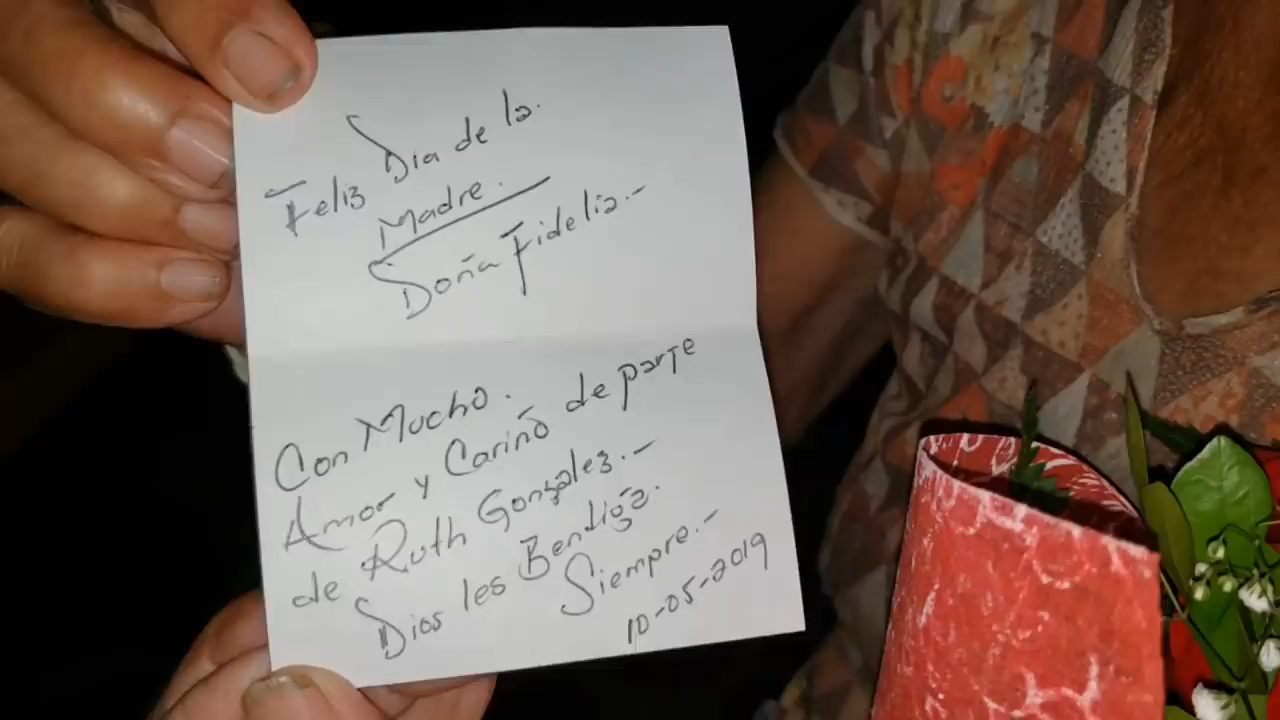 Feliz Dia de la.
Madre.
Doña Fidelia.-
Con Mucho.
Amor y Cariño de parte
de Ruth Gonzalez.-
Dios les Bendiga.
Siempre.-
10-05-2019